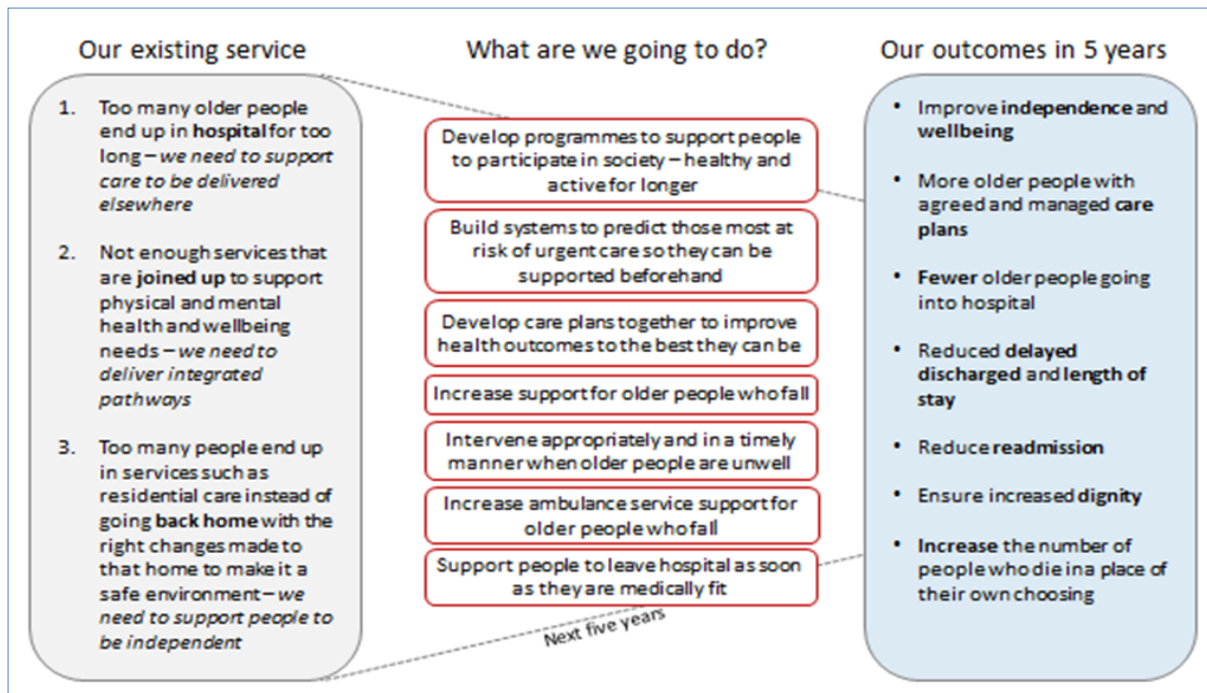 Our existing service
1. Too many older people
end up in hospital for too
long – we need to support
care to be delivered
elsewhere
2. Not enough services that
are joined up to support
physical and mental
health and wellbeing
needs – we need to
deliver integrated
pathways
3. Too many people end up
in services such as
residential care instead of
going back home with the
right changes made to
that home to make it a
safe environment – we
need to support people to
be independent
What are we going to do?
Develop programmes to support people
to participate in society – healthy and
active for longer
Build systems to predict those most at
risk of urgent care so they can be
supported beforehand
Develop care plans together to improve
health outcomes to the best they can be
Increase support for older people who fall
Intervene appropriately and in a timely
manner when older people are unwell
Increase ambulance service support for
older people who fall
Support people to leave hospital as soon
as they are medically fit
Next five years
Our outcomes in 5 years
• Improve independence and
wellbeing
• More older people with
agreed and managed care
plans
• Fewer older people going
into hospital
• Reduced delayed
discharged and length of
stay
• Reduce readmission
• Ensure increased dignity
• Increase the number of
people who die in a place of
their own choosing